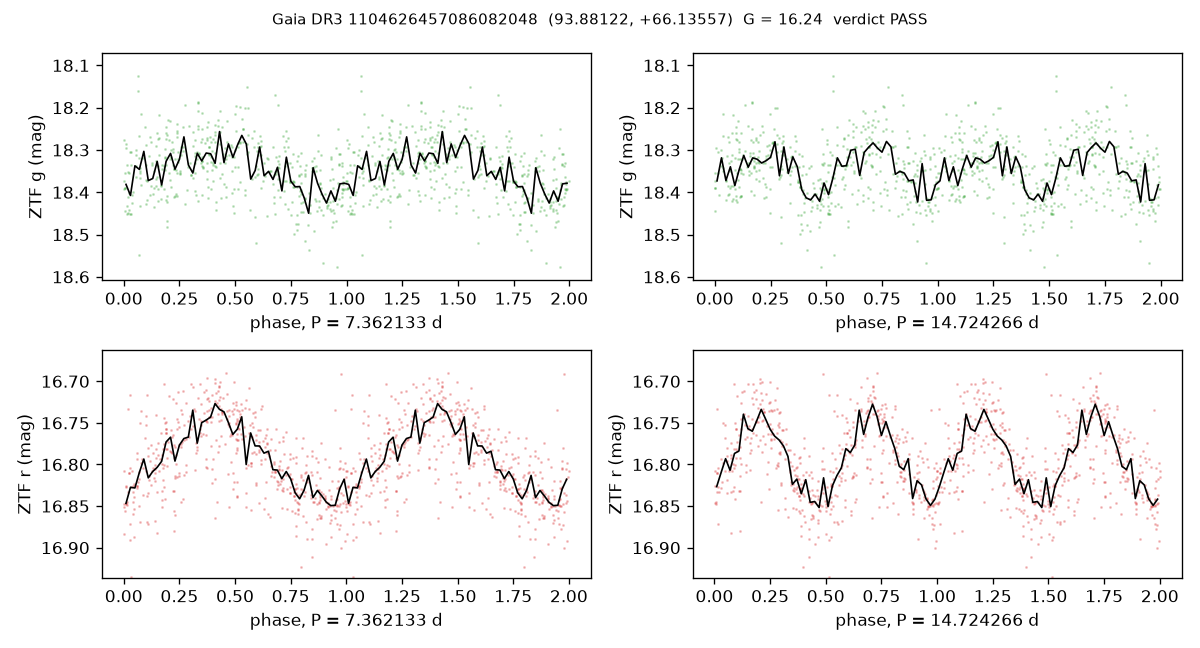 Gaia DR3 1104626457086082048 (93.88122, +66.13557) G = 16.24 verdict PASS
ZTF g (mag)
18.1
18.2
18.3
18.4
18.5
18.6
0.00 0.25 0.50 0.75 1.00 1.25 1.50 1.75 2.00
phase, P = 7.362133 d
ZTF g (mag)
18.1
18.2
18.3
18.4
18.5
18.6
0.00 0.25 0.50 0.75 1.00 1.25 1.50 1.75 2.00
phase, P = 14.724266 d
ZTF r (mag)
16.70
16.75
16.80
16.85
16.90
0.00 0.25 0.50 0.75 1.00 1.25 1.50 1.75 2.00
phase, P = 7.362133 d
ZTF r (mag)
16.70
16.75
16.80
16.85
16.90
0.00 0.25 0.50 0.75 1.00 1.25 1.50 1.75 2.00
phase, P = 14.724266 d